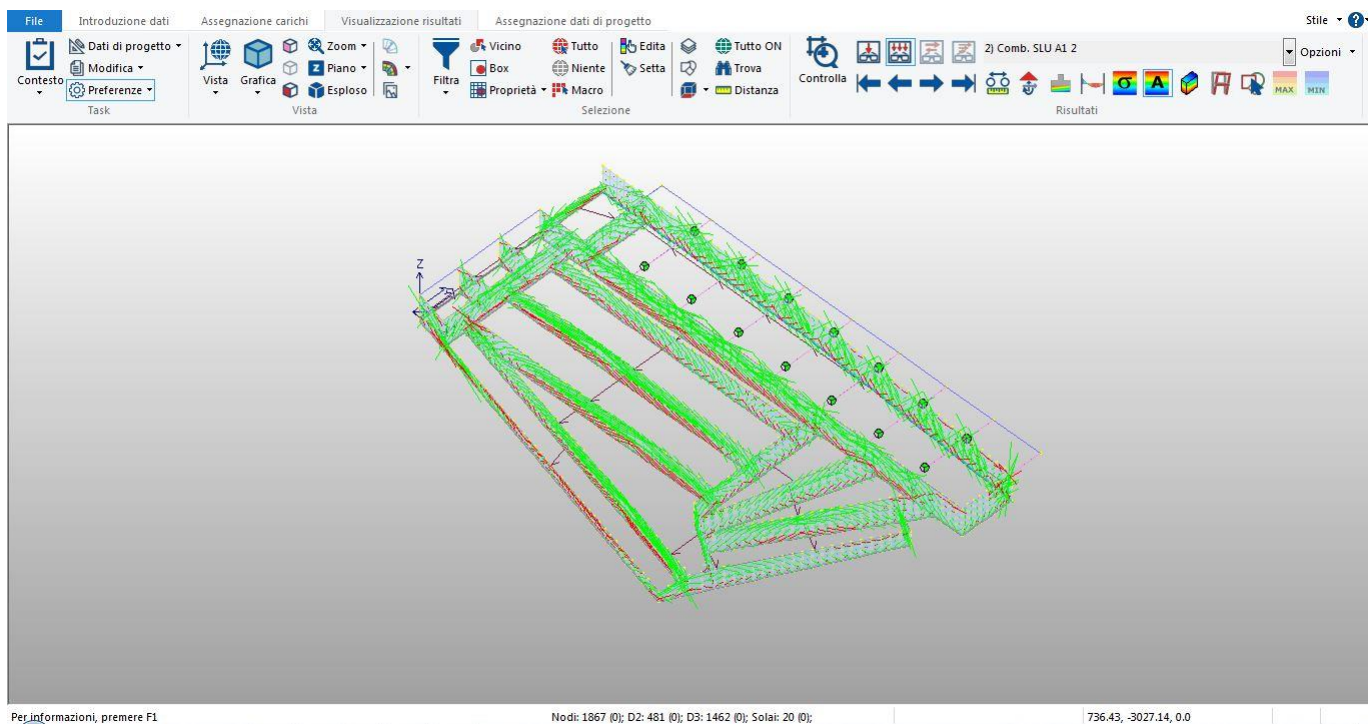 File Introduzione dati Assegnazione carichi Visualizzazione risultati Assegnazione dati di progetto Stile
Dati di progetto Zoom Vicino Tutto Edita Tutto ON 2) Comb. SLU A1 2 Opzioni
Contesto Modifica Vista Grafica Z Piano Filtra Box Niente Setta Trova Controlla
Preferenze Esploso Proprietà Macro Distanza σ A MAX MIN
Task Vista Selezione Risultati
Z
Per informazioni, premere F1 Nodi: 1867 (0); D2: 481 (0); D3: 1462 (0); Solai: 20 (0); 736.43, -3027.14, 0.0